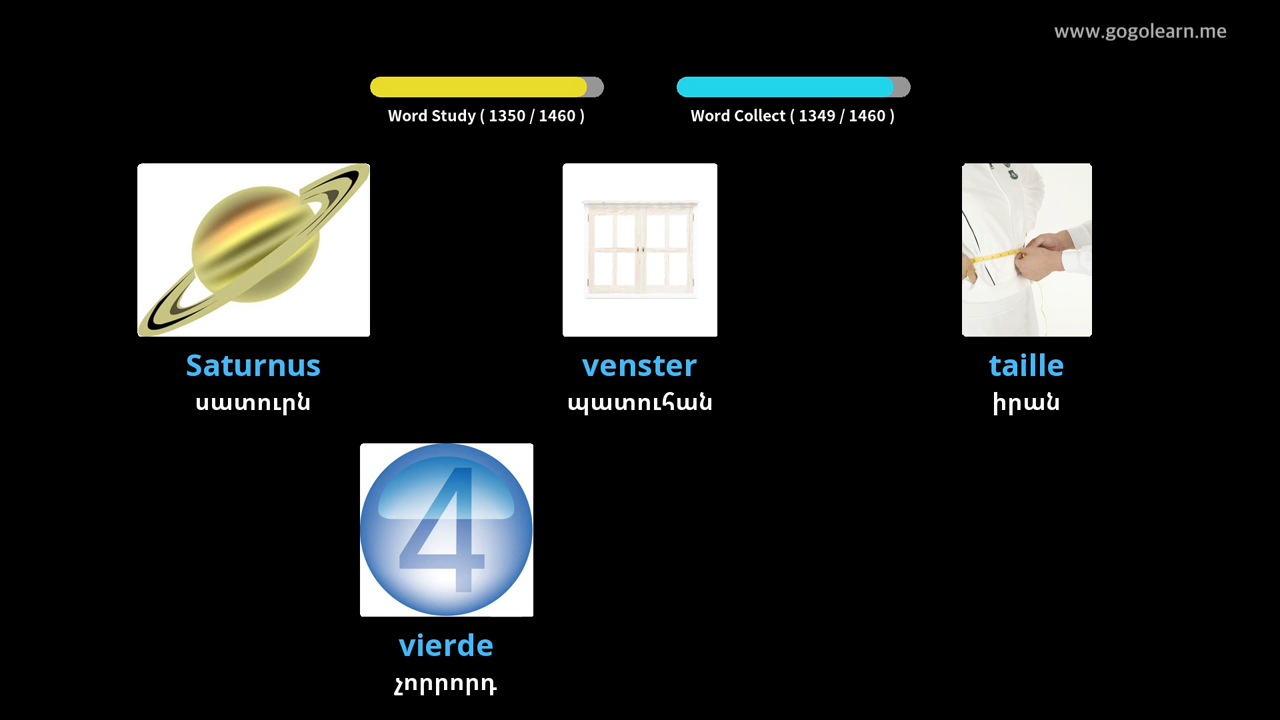 www.gogolearn.me
Word Study ( 1350 / 1460 )
Word Collect ( 1349 / 1460 )
Saturnus
սատուրն
venster
պատուհան
taille
իրան
4
vierde
չորրորդ